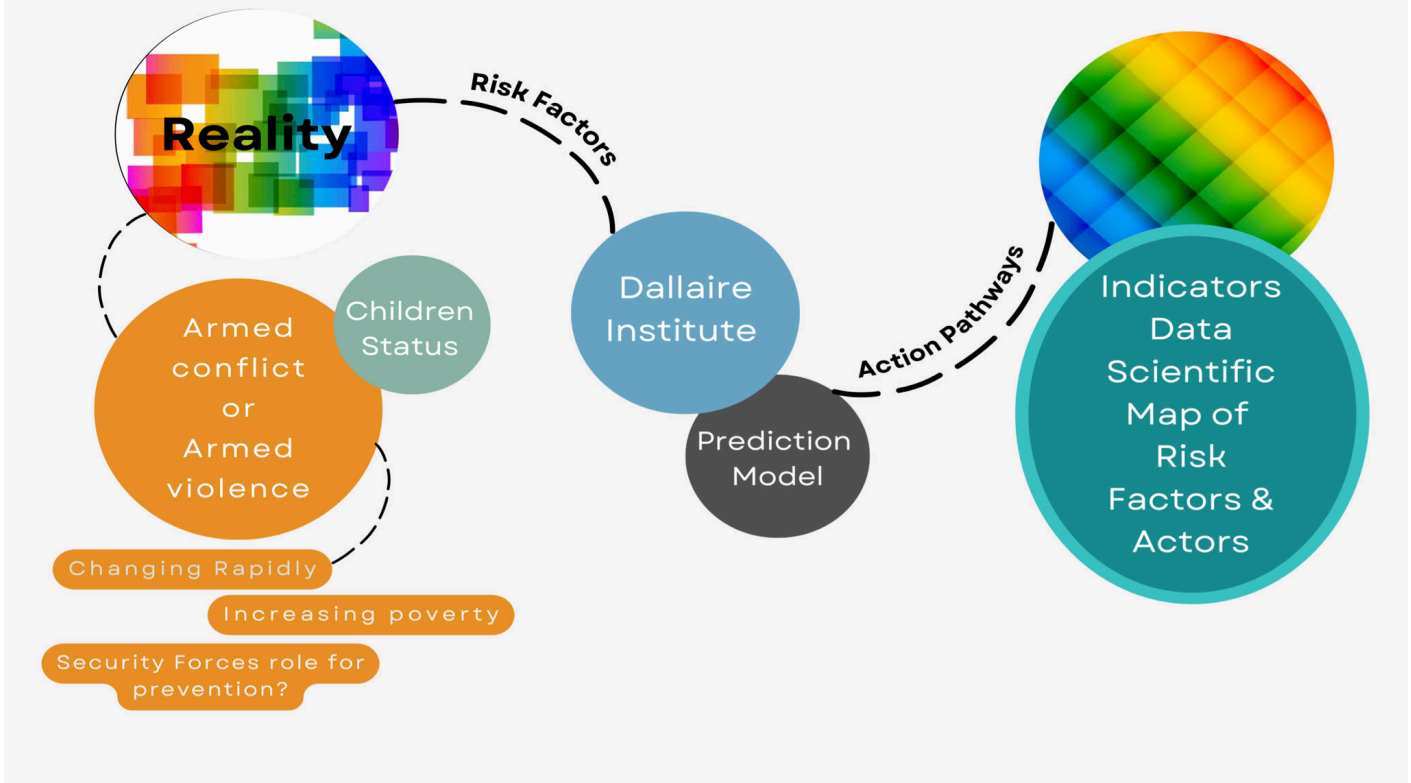 Reality
Risk Factors
Armed
conflict
or
Armed
violence
Children
Status
Changing Rapidly
Increasing poverty
Security Forces role for
prevention?
Dallaire
Institute
Prediction
Model
Action Pathways
Indicators
Data
Scientific
Map of
Risk
Factors &
Actors